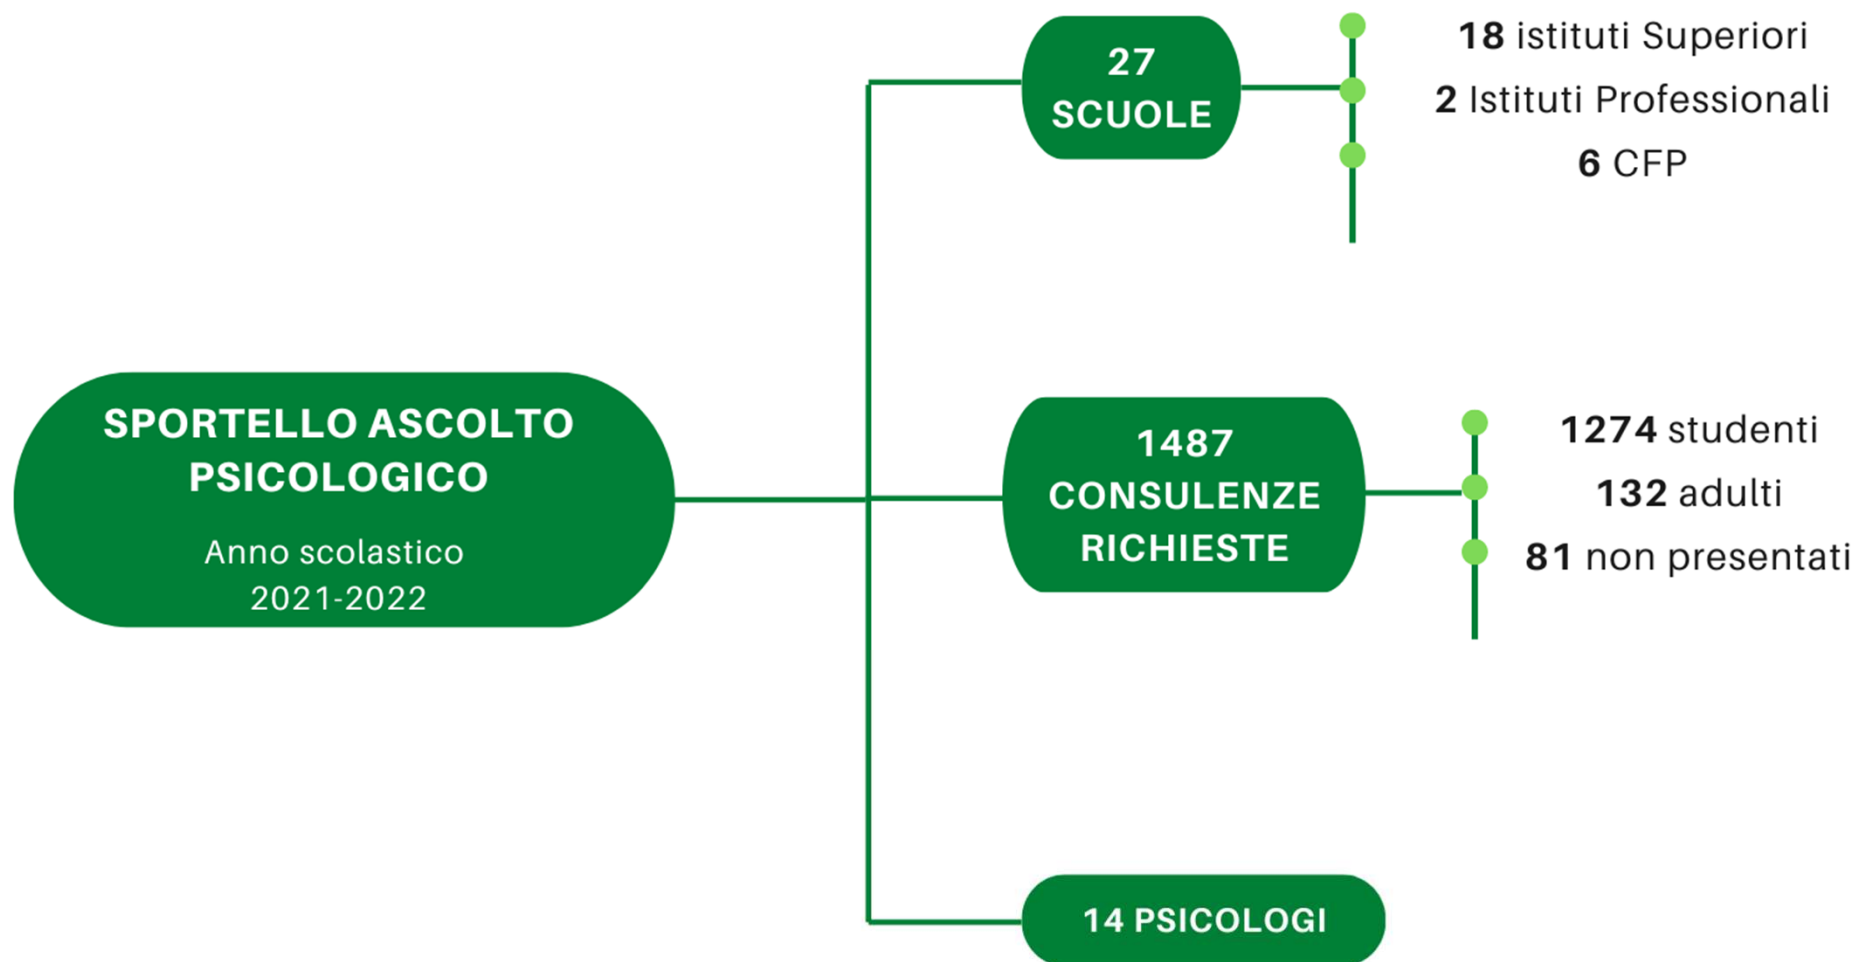 SPORTELLO ASCOLTO
PSICOLOGICO
Anno scolastico
2021-2022
27
SCUOLE
18 istituti Superiori
2 Istituti Professionali
6 CFP
1487
CONSULENZE
RICHIESTE
1274 studenti
132 adulti
81 non presentati
14 PSICOLOGI